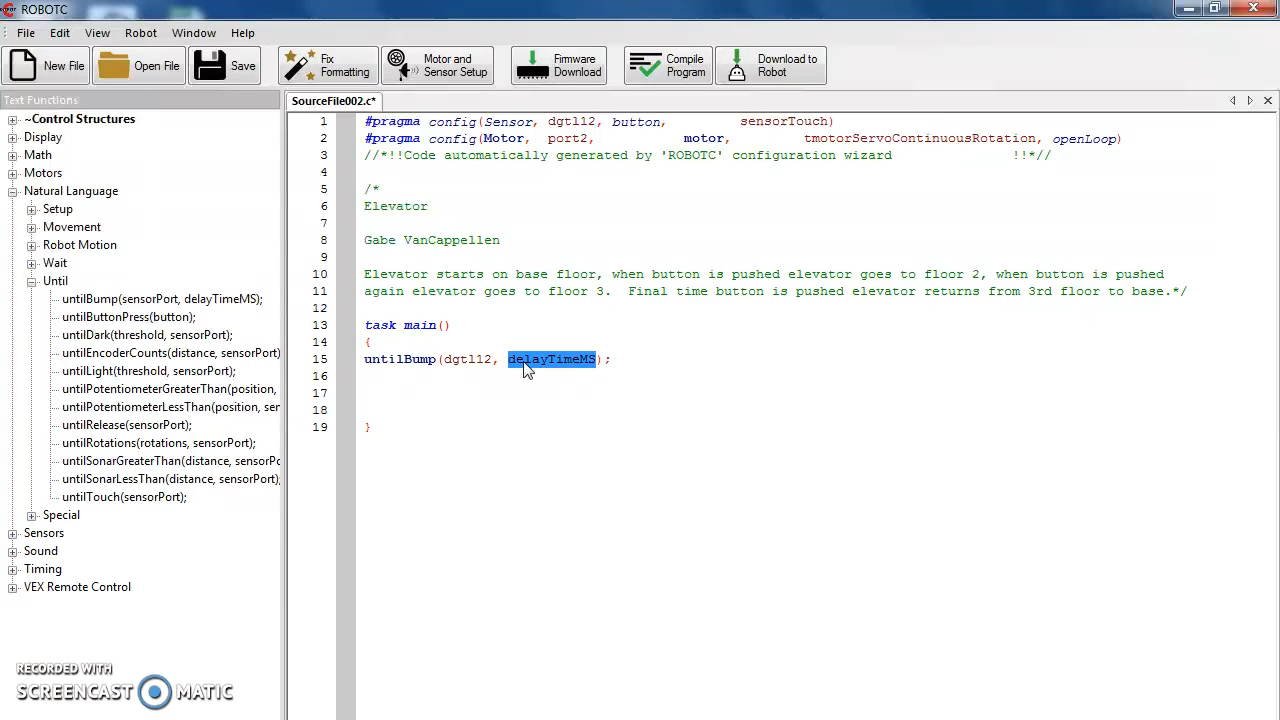 ROBOTC
File Edit View Robot Window Help
New File Open File Save Fix Formatting Motor and Sensor Setup Firmware Download Compile Program Download to Robot
Text Functions
SourceFile002.c*
~Control Structures
Display
Math
Motors
Natural Language
Setup
Movement
Robot Motion
Wait
Until
untilBump(sensorPort, delayTimeMS);
untilButtonPress(button);
untilDark(threshold, sensorPort);
untilEncoderCounts(distance, sensorPort)
untilLight(threshold, sensorPort);
untilPotentiometerGreaterThan(position,
untilPotentiometerLessThan(position, sen
untilRelease(sensorPort);
untilRotations(rotations, sensorPort);
untilSonarGreaterThan(distance, sensorPo
untilSonarLessThan(distance, sensorPort);
untilTouch(sensorPort);
Special
Sensors
Sound
Timing
VEX Remote Control
1 #pragma config(Sensor, dgtl12, button, sensorTouch)
2 #pragma config(Motor, port2, motor, tmotorServoContinuousRotation, openLoop)
3 //*!!Code automatically generated by 'ROBOTC' configuration wizard !!*//
4
5 /*
6 Elevator
7
8 Gabe VanCappellen
9
10 Elevator starts on base floor, when button is pushed elevator goes to floor 2, when button is pushed
11 again elevator goes to floor 3. Final time button is pushed elevator returns from 3rd floor to base.*/
12
13 task main()
14 {
15 untilBump(dgtl12, delayTimeMS);
16
17
18
19 }
RECORDED WITH
SCREENCAST MATIC